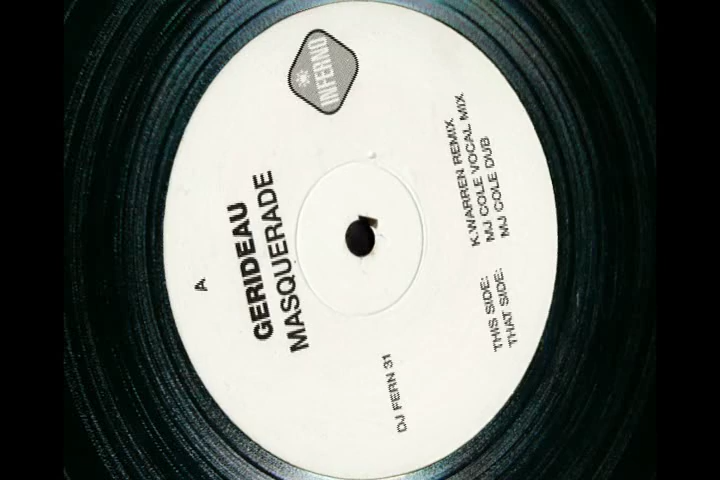 INFERNO
A
GERIDEAU
MASQUERADE
DJ FERN 31
THIS SIDE: K.WARREN REMIX
THAT SIDE: MJ COLE VOCAL MIX
MJ COLE DUB